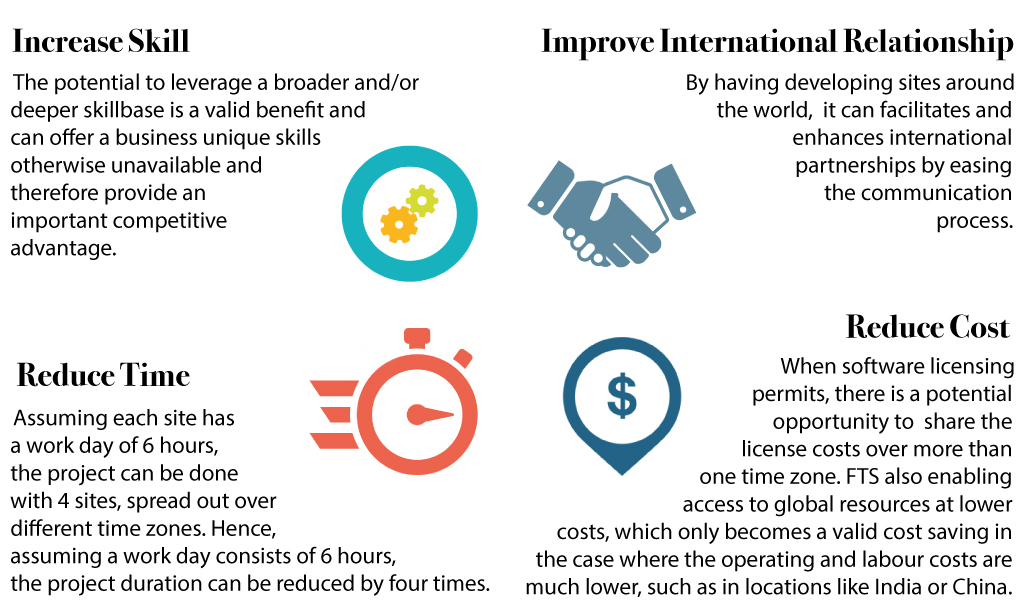 Increase Skill
The potential to leverage a broader and/or
deeper skillbase is a valid benefit and
can offer a business unique skills
otherwise unavailable and
therefore provide an
important competitive
advantage.
Improve International Relationship
By having developing sites around
the world,  it can facilitates and
enhances international
partnerships by easing
the communication
process.
Reduce Time
Assuming each site has
a work day of 6 hours,
the project can be done
with 4 sites, spread out over
different time zones. Hence,
assuming a work day consists of 6 hours,
the project duration can be reduced by four times.
Reduce Cost
When software licensing
permits, there is a potential
opportunity to  share the
license costs over more than
one time zone. FTS also enabling
access to global resources at lower
costs, which only becomes a valid cost saving in
the case where the operating and labour costs are
much lower, such as in locations like India or China.
$